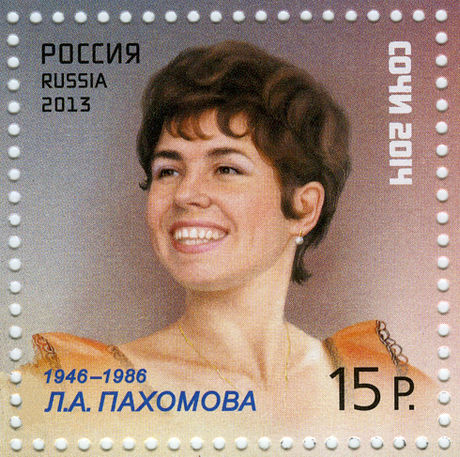 РОССИЯ
RUSSIA
2013
СОЧИ 2014
1946–1986
Л.А. ПАХОМОВА
15 Р.